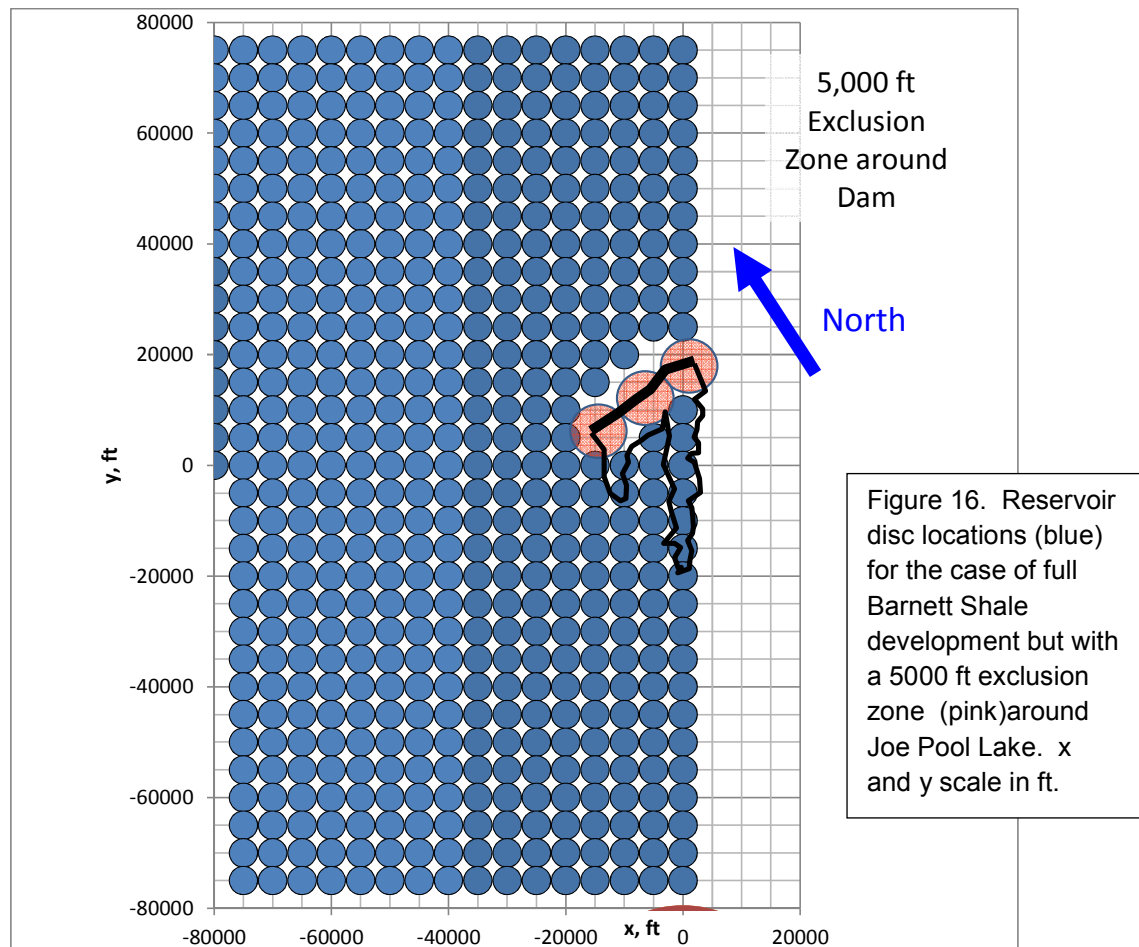 80000
60000
40000
20000
0
-20000
-40000
-60000
-80000
y, ft
-80000 -60000 -40000 -20000 0 20000
x, ft
5,000 ft
Exclusion
Zone around
Dam
North
Figure 16. Reservoir
disc locations (blue)
for the case of full
Barnett Shale
development but with
a 5000 ft exclusion
zone (pink)around
Joe Pool Lake. x
and y scale in ft.